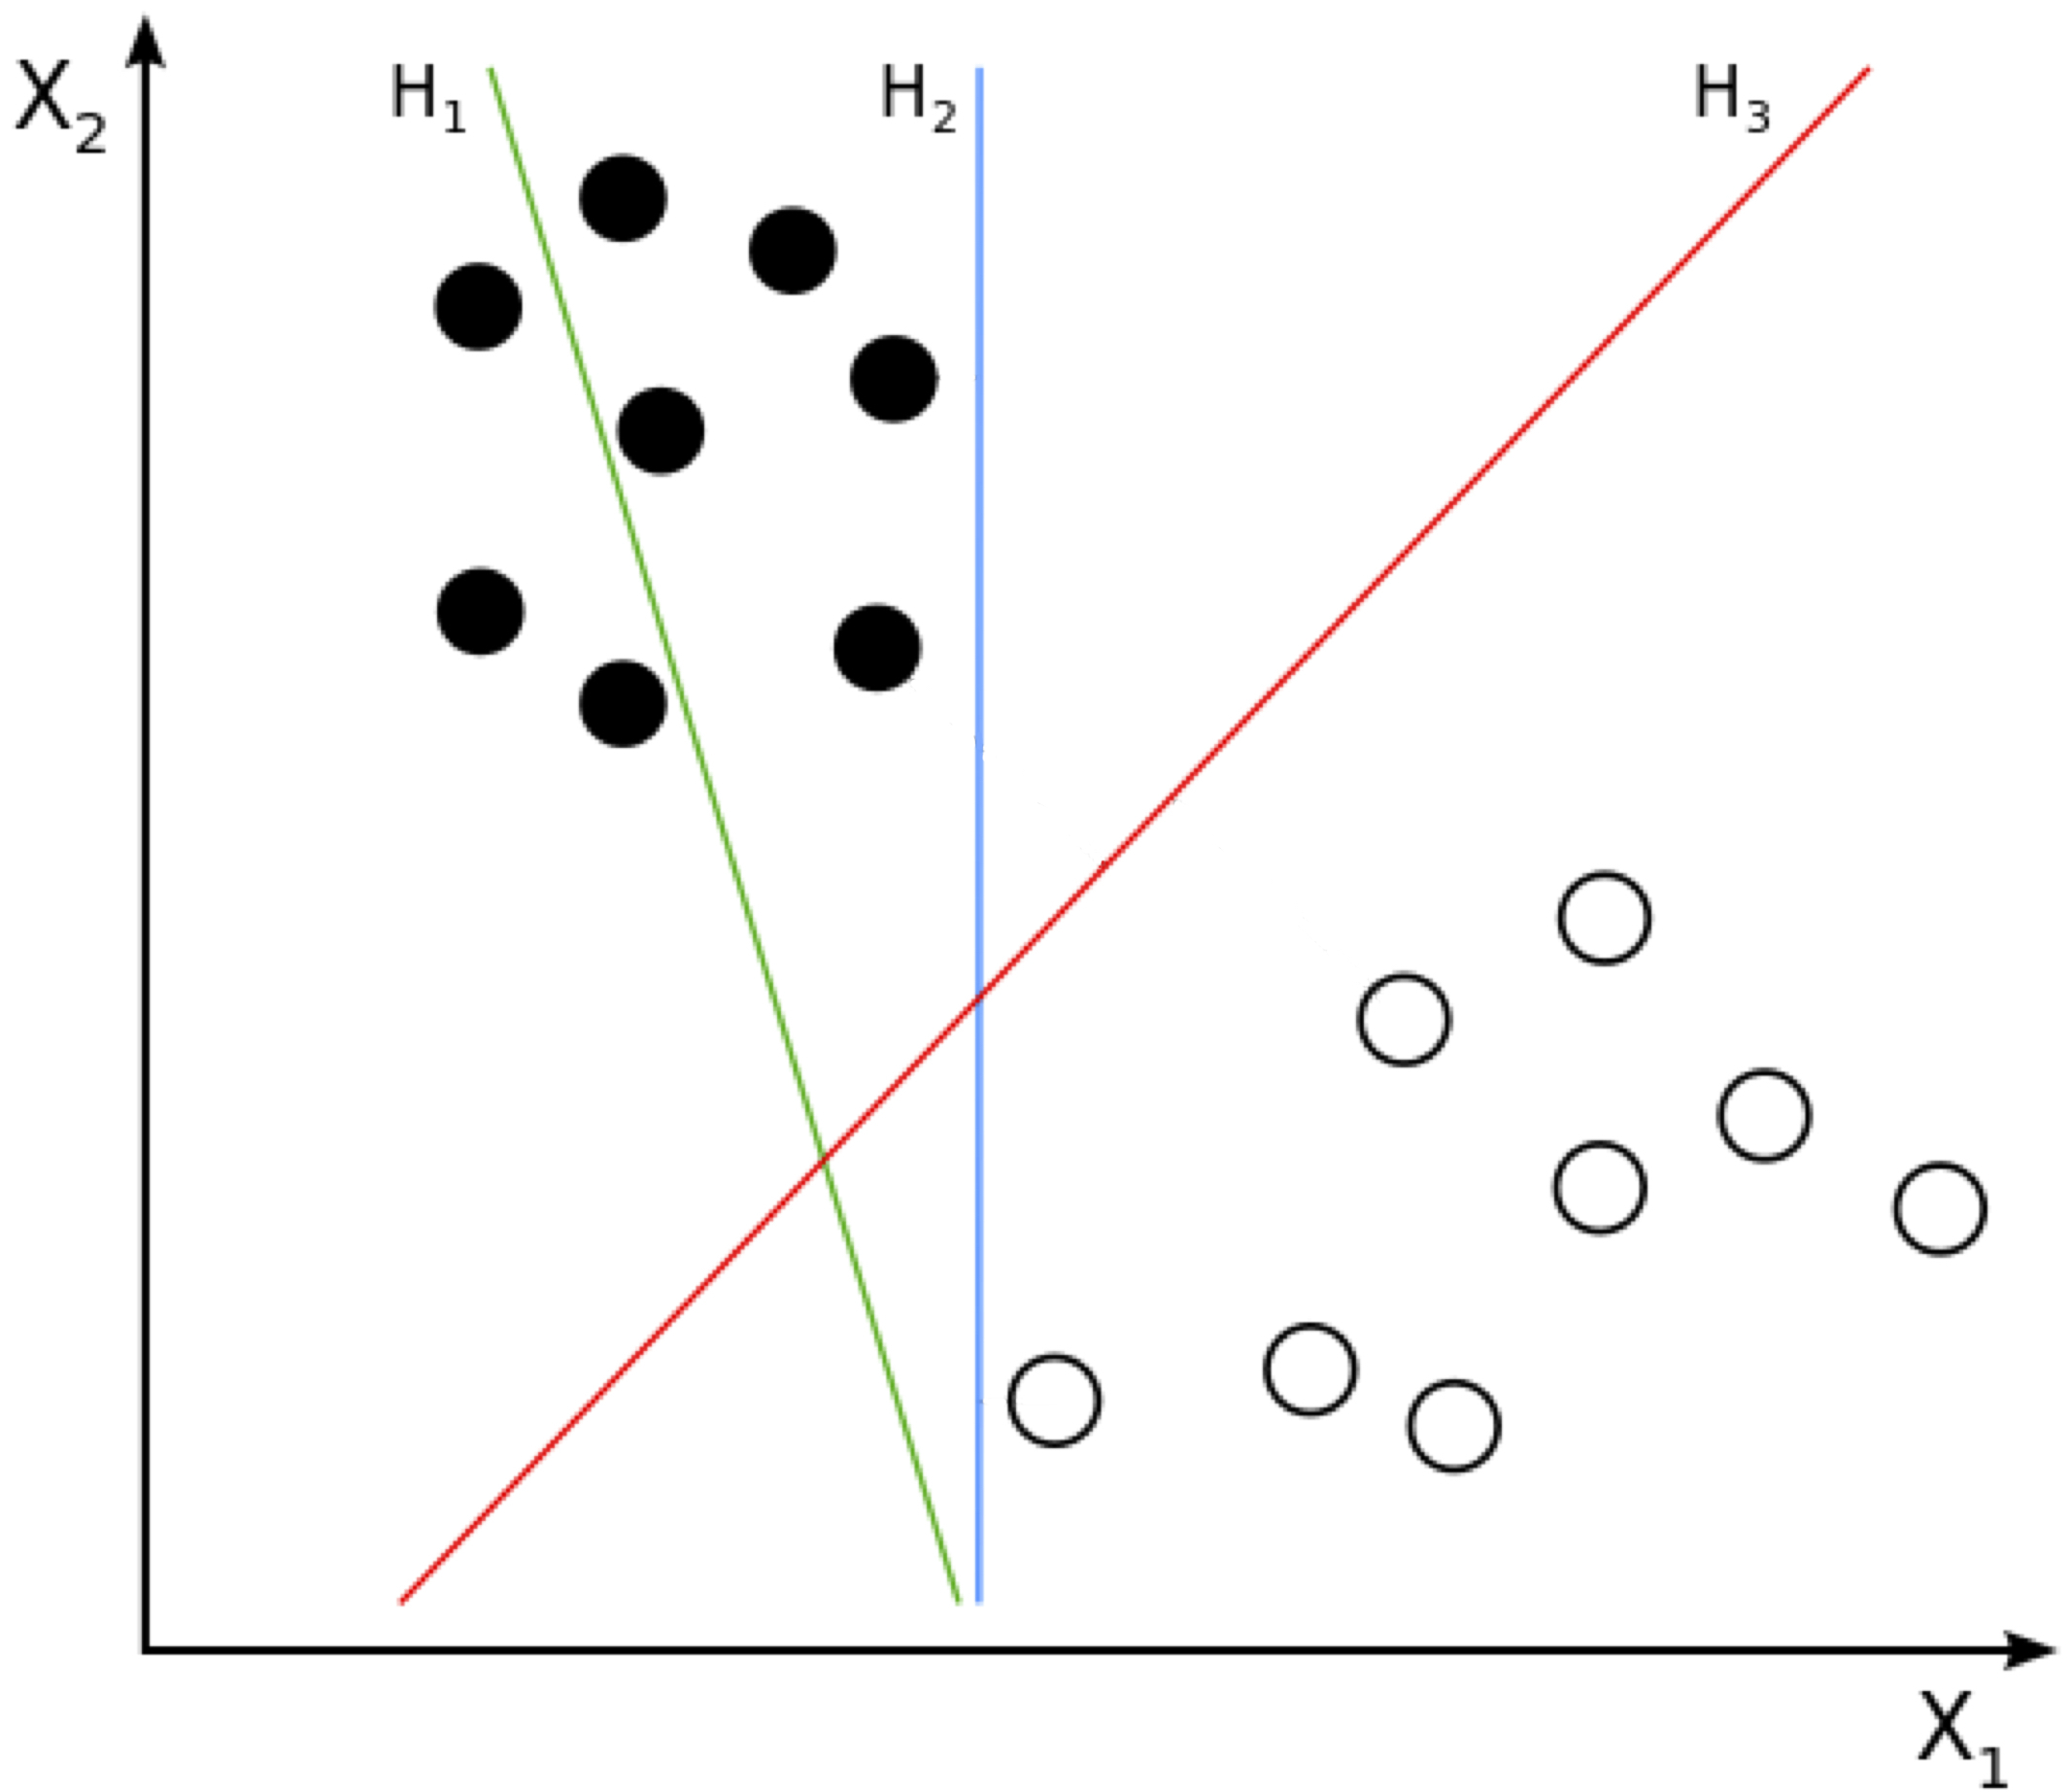 X₂
H₁
H₂
H₃
X₁